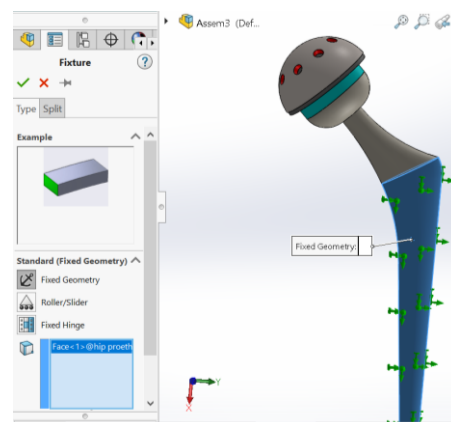 Assem3 (Def...
Fixture
Type Split
Example
Standard (Fixed Geometry)
Fixed Geometry
Roller/Slider
Fixed Hinge
Face<1>@hip proeth
Fixed Geometry:
Y
X